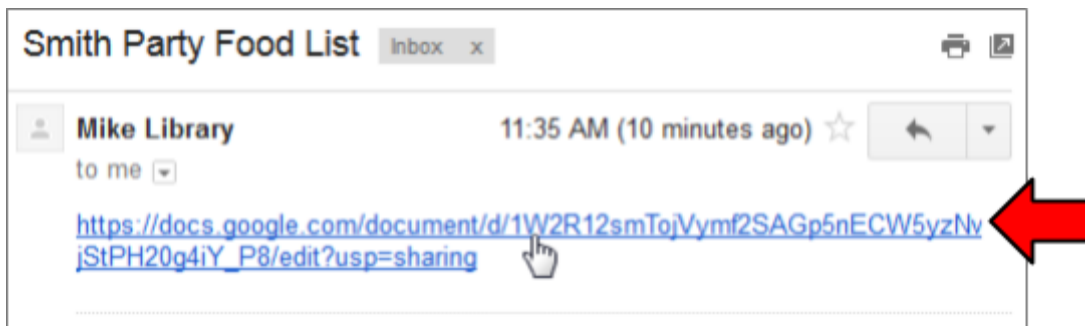 Smith Party Food List Inbox x
Mike Library 11:35 AM (10 minutes ago)
to me
https://docs.google.com/document/d/1W2R12smTojVymf2SAGp5nECW5yzNv
jStPH20g4iY_P8/edit?usp=sharing